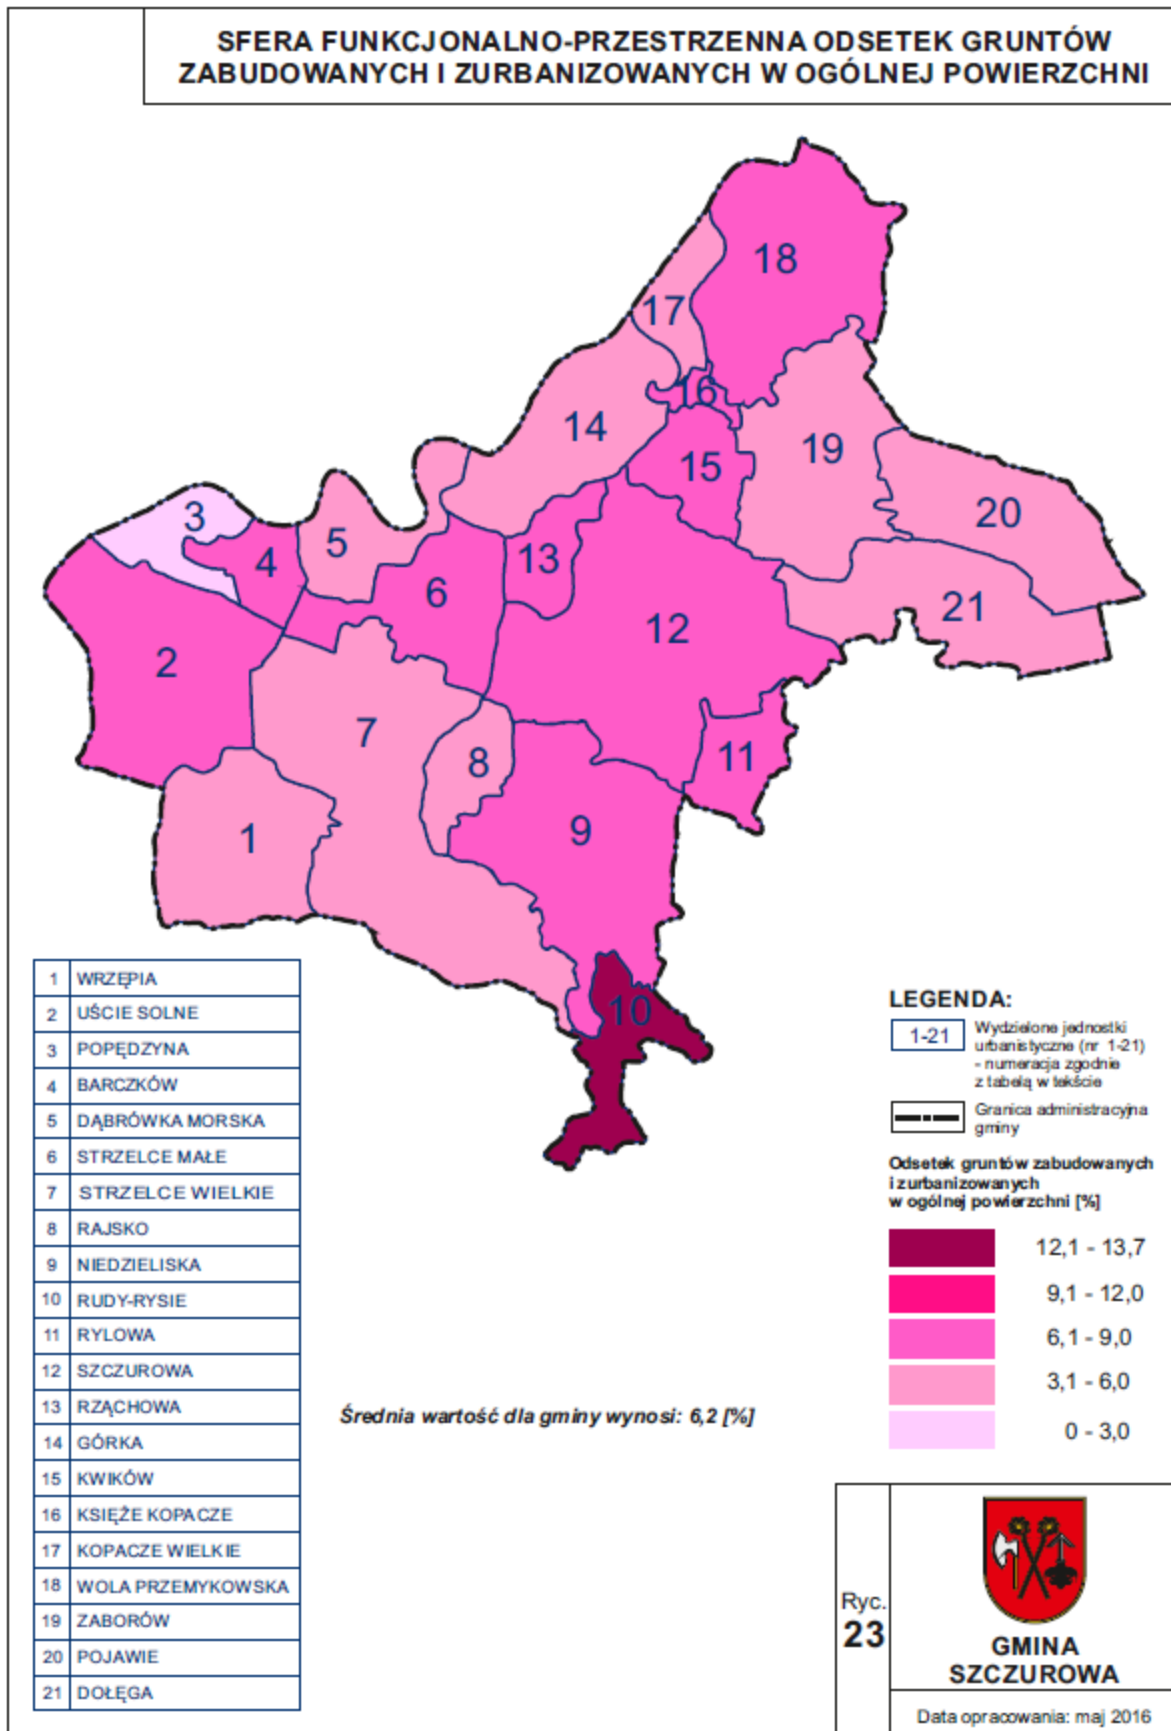 SFERA FUNKCJONALNO-PRZESTRZENNA ODSETEK GRUNTÓW
ZABUDOWANYCH I ZURBANIZOWANYCH W OGÓLNEJ POWIERZCHNI
18
17
16
14
19
15
20
3
5
13
4
6
21
12
2
7
11
8
9
1
10
1 WRZĘPIA
2 UŚCIE SOLNE
3 POPĘDZYNA
4 BARCZKÓW
5 DĄBRÓWKA MORSKA
6 STRZELCE MAŁE
7 STRZELCE WIELKIE
8 RAJSKO
9 NIEDZIELISKA
10 RUDY-RYSIE
11 RYLOWA
12 SZCZUROWA
13 RZĄCHOWA
14 GÓRKA
15 KWIKÓW
16 KSIĘŻE KOPACZE
17 KOPACZE WIELKIE
18 WOLA PRZEMYKOWSKA
19 ZABORÓW
20 POJAWIE
21 DOŁĘGA
Średnia wartość dla gminy wynosi: 6,2 [%]
LEGENDA:
1-21
Wydzielone jednostki
urbanistyczne (nr 1-21)
- numeracja zgodnie
z tabelą w tekście
Granica administracyjna
gminy
Odsetek gruntów zabudowanych
i zurbanizowanych
w ogólnej powierzchni [%]
12,1 - 13,7
9,1 - 12,0
6,1 - 9,0
3,1 - 6,0
0 - 3,0
Ryc.
23
GMINA
SZCZUROWA
Data opracowania: maj 2016